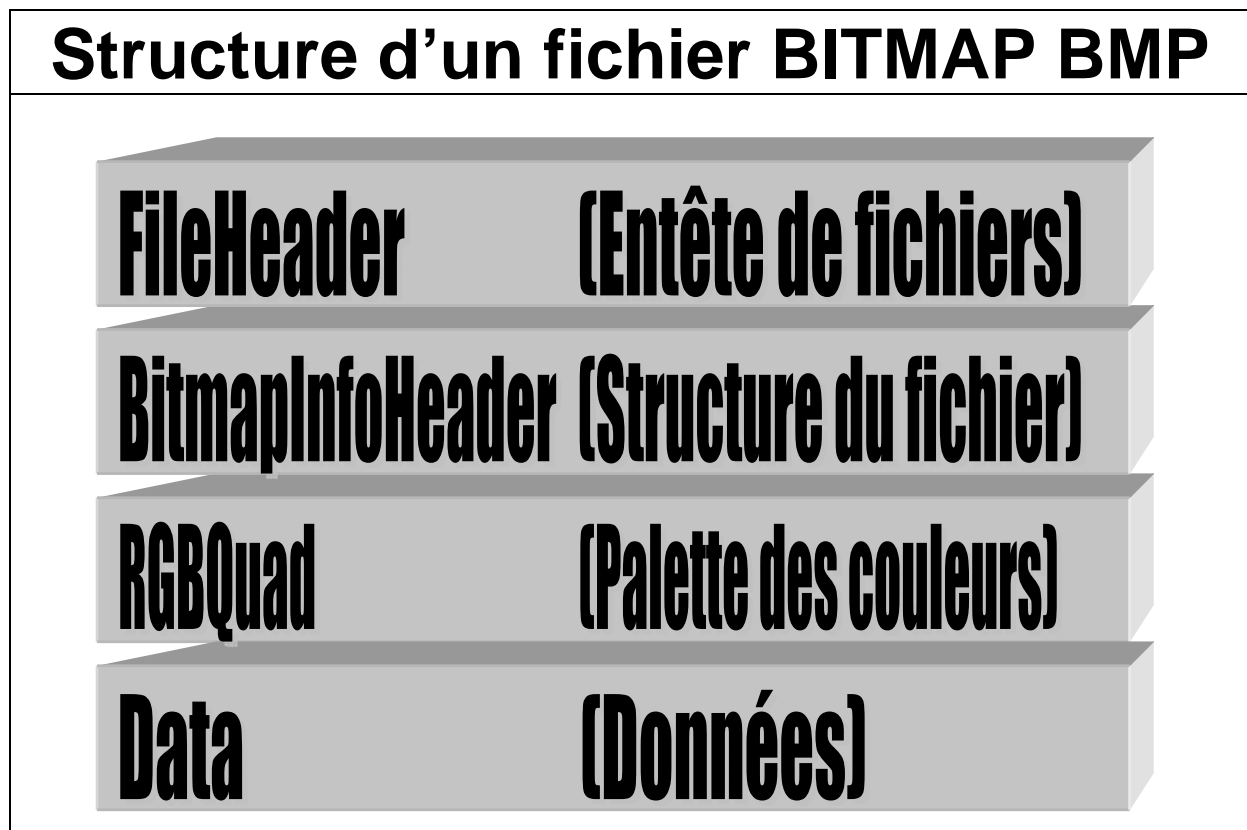 Structure d’un fichier BITMAP BMP
FileHeader (Entête de fichiers)
BitmapInfoHeader (Structure du fichier)
RGBQuad (Palette des couleurs)
Data (Données)